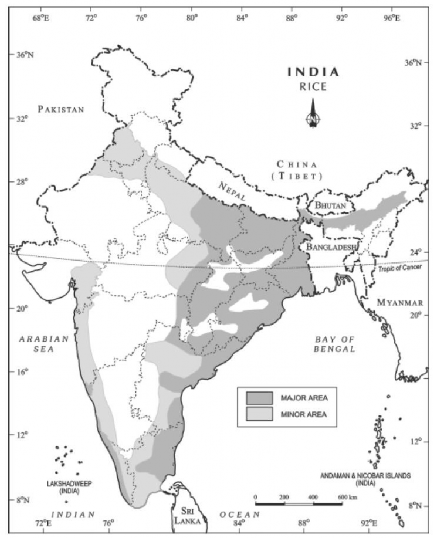 68°E 72° 76° 80° 84° 88° 92° 96°
36°N
INDIA
RICE
PAKISTAN
32°
32°
CHINA
(TIBET)
28°
28°
NEPAL
BHUTAN
BANGLADESH
24°
Tropic of Cancer
MYANMAR
20°
20°
ARABIAN
SEA
BAY OF
BENGAL
16°
16°
MAJOR AREA
MINOR AREA
12°
12°
LAKSHADWEEP
(INDIA)
ANDAMAN & NICOBAR ISLANDS
(INDIA)
8°N
8°N
SRI
LANKA
0 200 400 600 km
INDIAN OCEAN
72°E 76° 80° 84° 88° 92°E